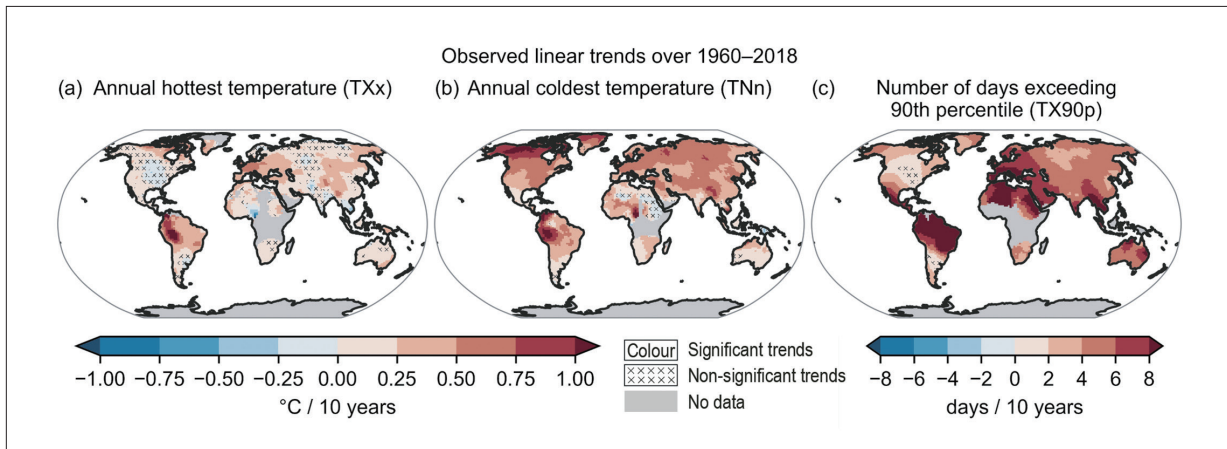 Observed linear trends over 1960–2018
(a) Annual hottest temperature (TXx)
(b) Annual coldest temperature (TNn)
(c) Number of days exceeding
90th percentile (TX90p)
−1.00 −0.75 −0.50 −0.25 0.00 0.25 0.50 0.75 1.00
°C / 10 years
Colour Significant trends
Non-significant trends
No data
−8 −6 −4 −2 0 2 4 6 8
days / 10 years